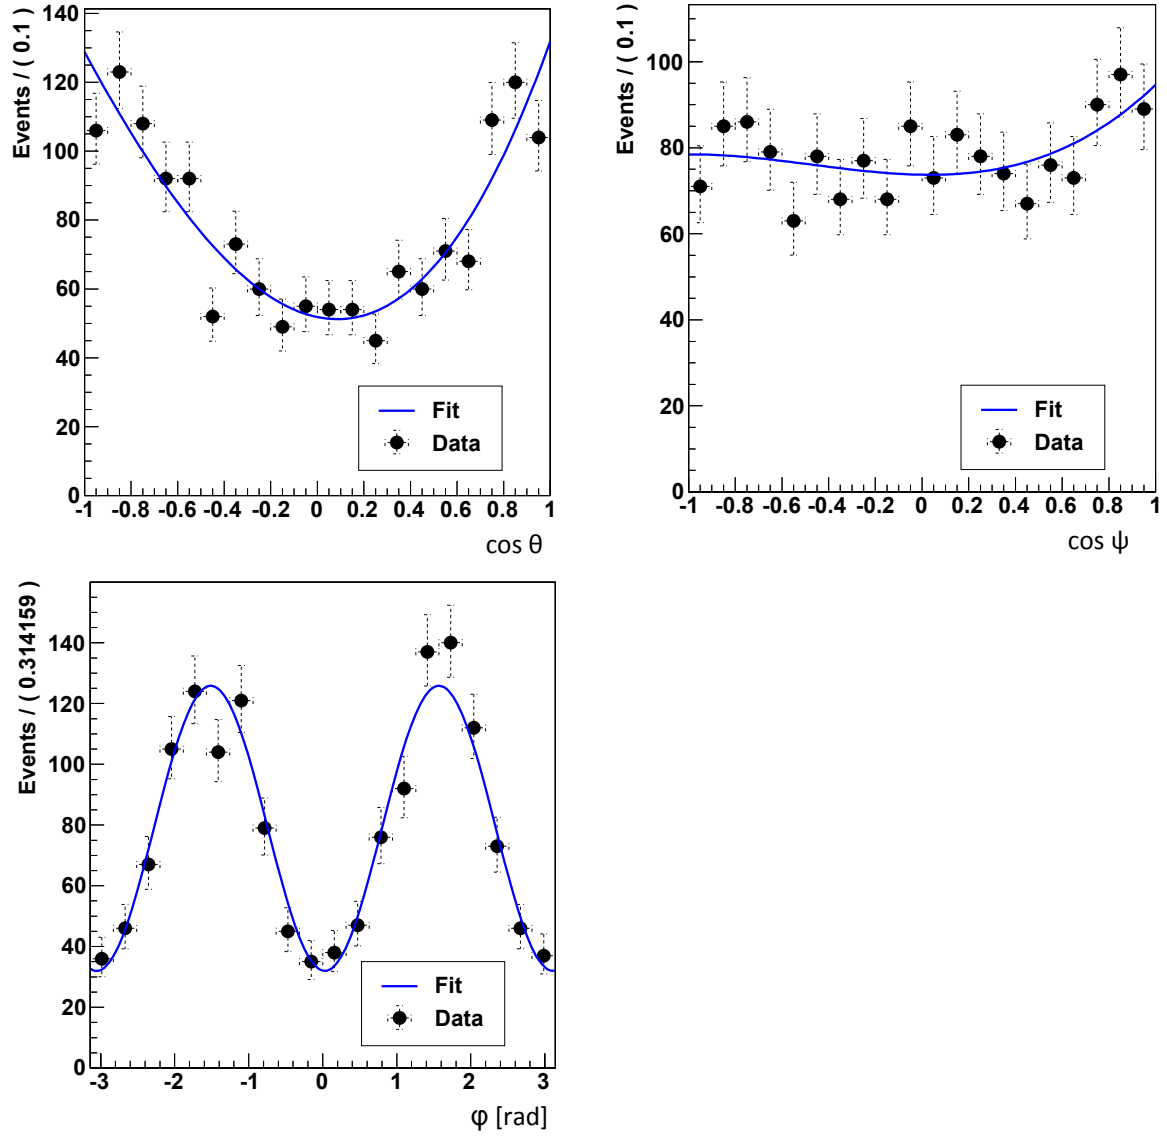 Events / ( 0.1 )
140
120
100
80
60
40
20
0
-1 -0.8 -0.6 -0.4 -0.2 0 0.2 0.4 0.6 0.8 1
cos θ
Fit
Data
Events / ( 0.1 )
100
80
60
40
20
0
-1 -0.8 -0.6 -0.4 -0.2 0 0.2 0.4 0.6 0.8 1
cos ψ
Fit
Data
Events / ( 0.314159 )
140
120
100
80
60
40
20
0
-3 -2 -1 0 1 2 3
φ [rad]
Fit
Data